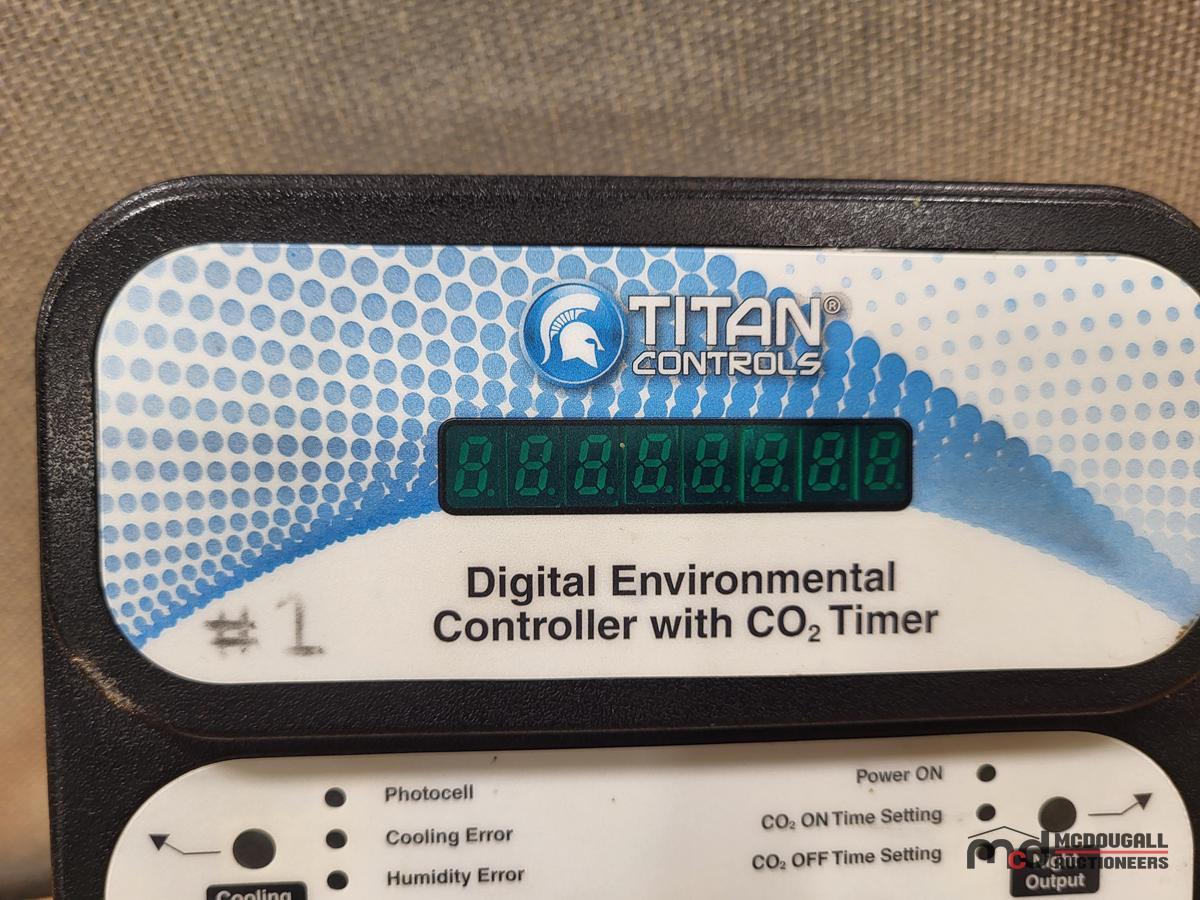 TITAN®
CONTROLS
Digital Environmental
Controller with CO₂ Timer
#1
Photocell
Cooling Error
Humidity Error
Cooling
Power ON
CO₂ ON Time Setting
CO₂ OFF Time Setting
Output
MCDOUGALL
AUCTIONEERS